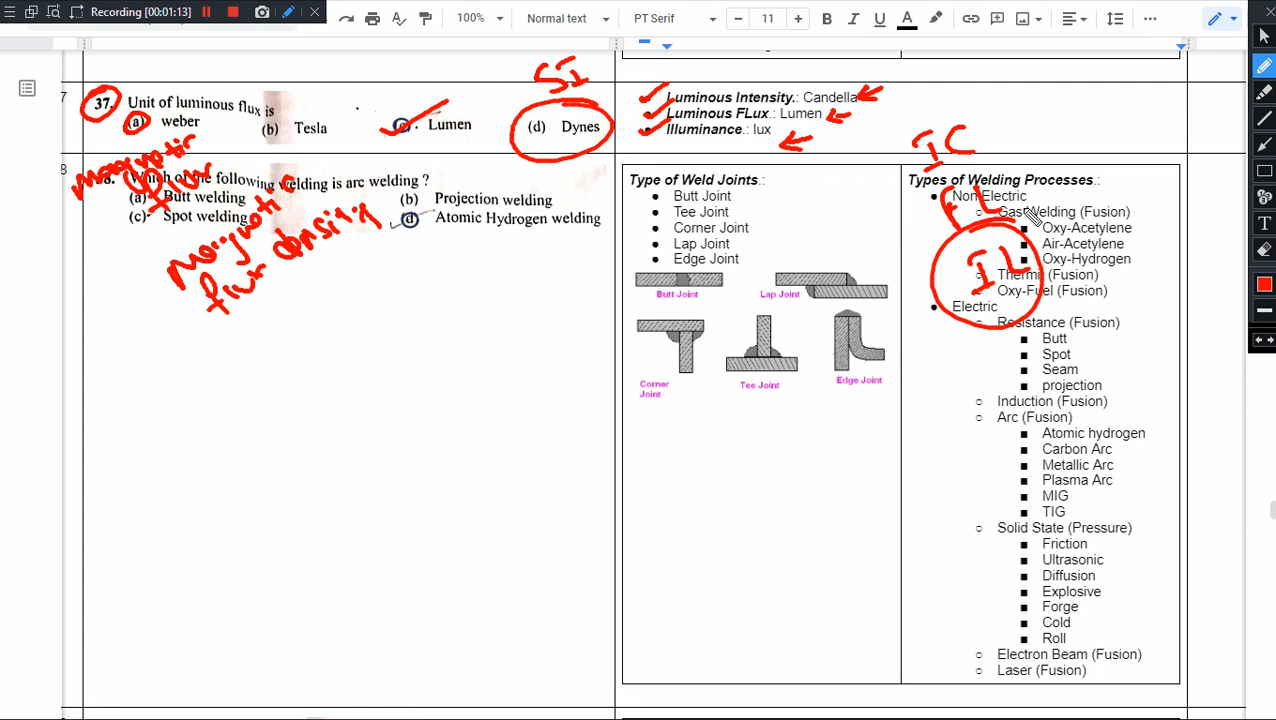 Recording [00:01:13]
100%
Normal text
PT Serif
11
B I U A
7
37. Unit of luminous flux is
(a) weber
(b) Tesla
Lumen
(d) Dynes
SI
Luminous Intensity.: Candella
Luminous FLux.: Lumen
Illuminance.: lux
Magnetic
flux
Magnetic
flux density
8
38. Which of the following welding is arc welding ?
(a) Butt welding
(b) Projection welding
(c) Spot welding
(d) Atomic Hydrogen welding
Type of Weld Joints.:
Butt Joint
Tee Joint
Corner Joint
Lap Joint
Edge Joint
Butt Joint
Lap Joint
Corner
Joint
Tee Joint
Edge Joint
IC
FL
IL
Types of Welding Processes.:
Non Electric
Gas Welding (Fusion)
Oxy-Acetylene
Air-Acetylene
Oxy-Hydrogen
Thermit (Fusion)
Oxy-Fuel (Fusion)
Electric
Resistance (Fusion)
Butt
Spot
Seam
projection
Induction (Fusion)
Arc (Fusion)
Atomic hydrogen
Carbon Arc
Metallic Arc
Plasma Arc
MIG
TIG
Solid State (Pressure)
Friction
Ultrasonic
Diffusion
Explosive
Forge
Cold
Roll
Electron Beam (Fusion)
Laser (Fusion)